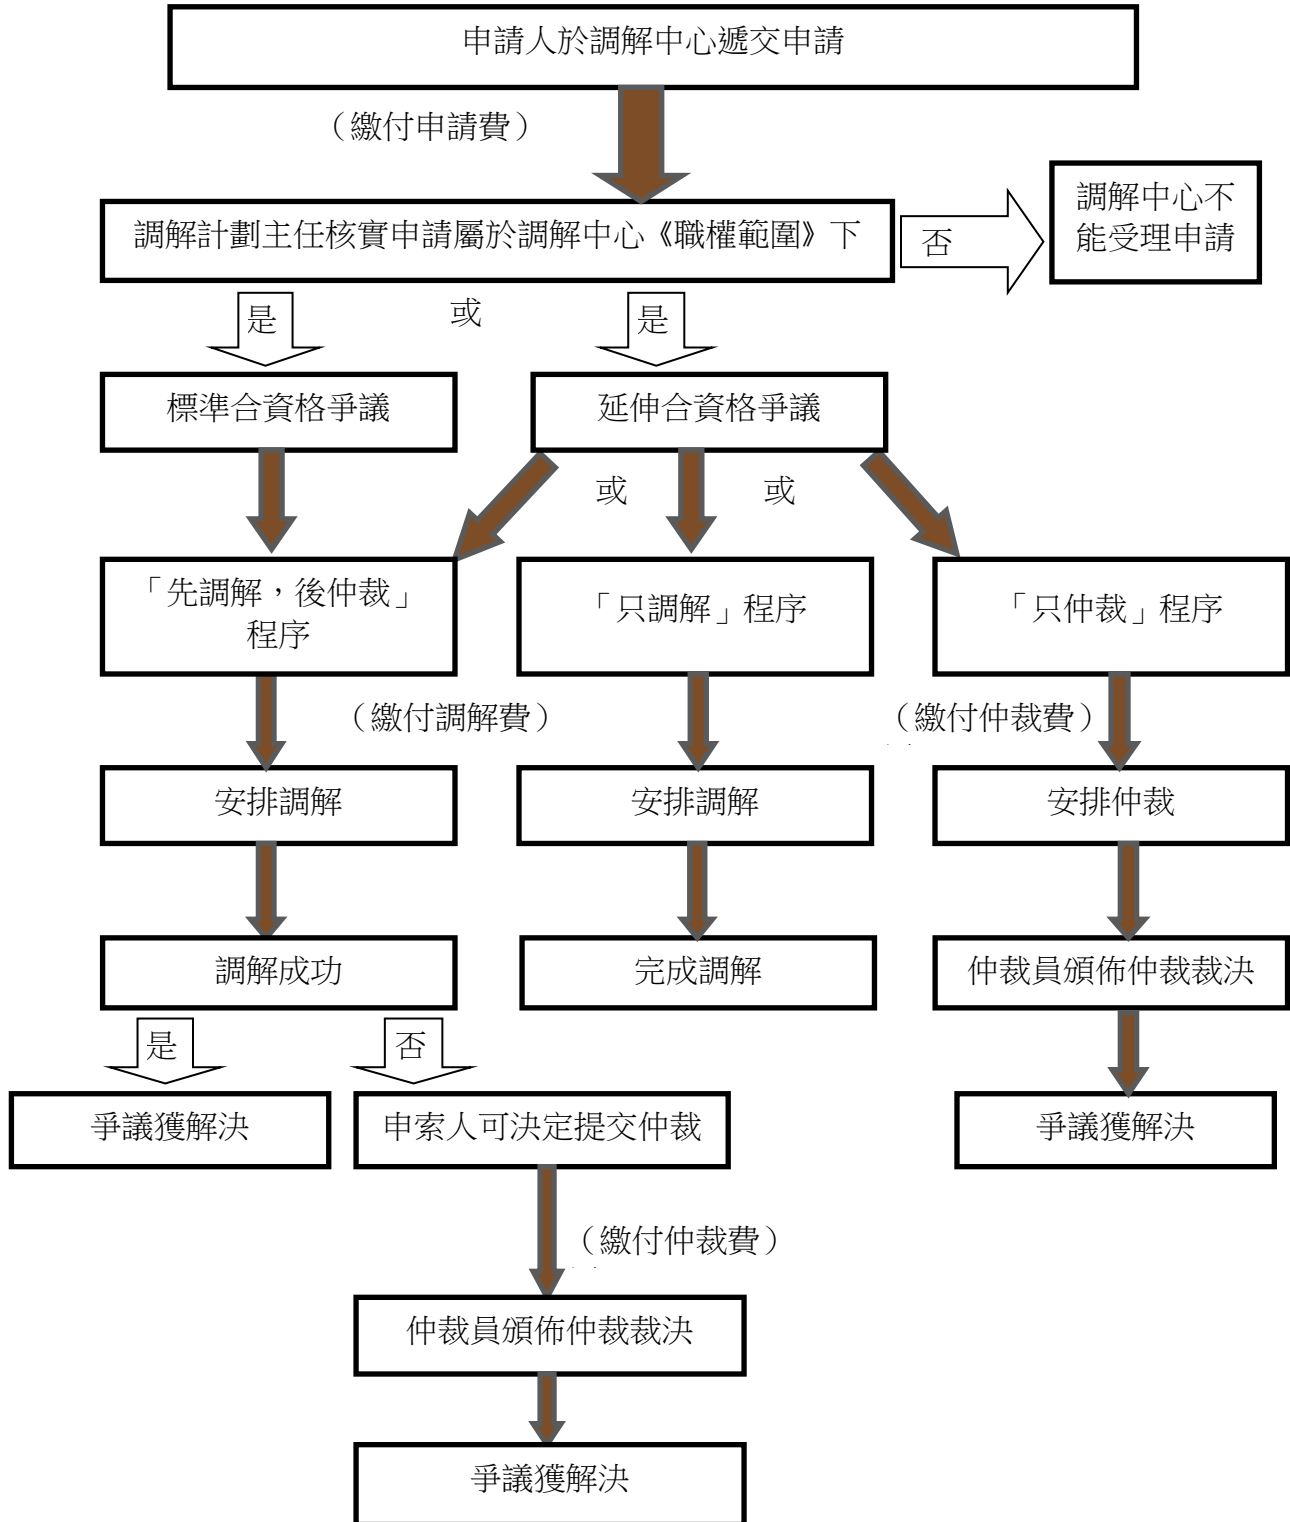 申請人於調解中心遞交申請
（繳付申請費）
調解中心不
能受理申請
調解計劃主任核實申請屬於調解中心《職權範圍》下
否
是
或
是
標準合資格爭議
延伸合資格爭議
或
或
「先調解，後仲裁」
程序
「只調解」程序
「只仲裁」程序
（繳付調解費）
（繳付仲裁費）
安排調解
安排調解
安排仲裁
調解成功
完成調解
仲裁員頒佈仲裁裁決
是
否
爭議獲解決
申索人可決定提交仲裁
爭議獲解決
（繳付仲裁費）
仲裁員頒佈仲裁裁決
爭議獲解決